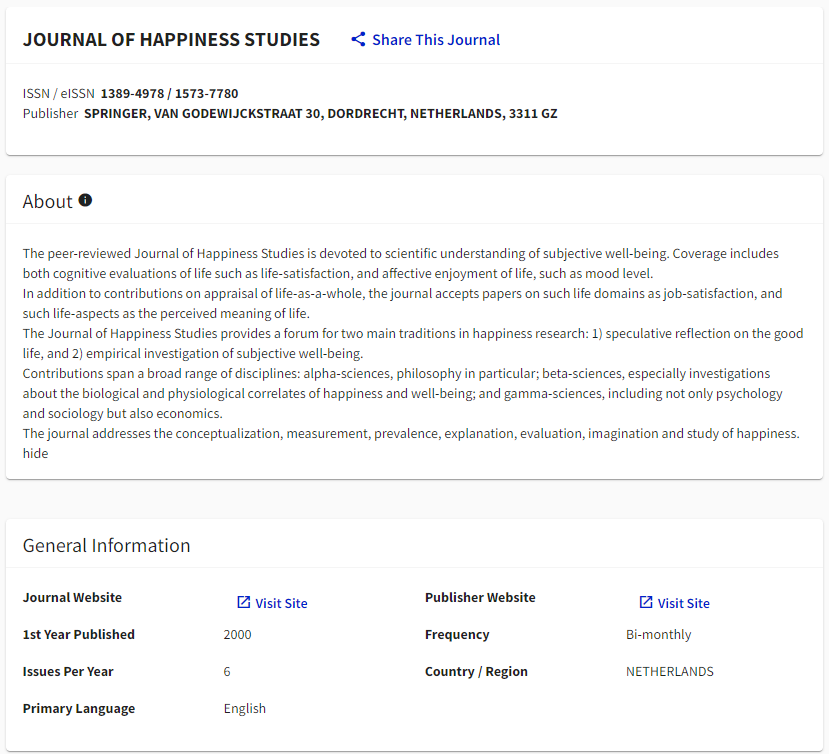 JOURNAL OF HAPPINESS STUDIES Share This Journal
ISSN / eISSN 1389-4978 / 1573-7780
Publisher SPRINGER, VAN GODEWIJCKSTRAAT 30, DORDRECHT, NETHERLANDS, 3311 GZ
About
The peer-reviewed Journal of Happiness Studies is devoted to scientific understanding of subjective well-being. Coverage includes
both cognitive evaluations of life such as life-satisfaction, and affective enjoyment of life, such as mood level.
In addition to contributions on appraisal of life-as-a-whole, the journal accepts papers on such life domains as job-satisfaction, and
such life-aspects as the perceived meaning of life.
The Journal of Happiness Studies provides a forum for two main traditions in happiness research: 1) speculative reflection on the good
life, and 2) empirical investigation of subjective well-being.
Contributions span a broad range of disciplines: alpha-sciences, philosophy in particular; beta-sciences, especially investigations
about the biological and physiological correlates of happiness and well-being; and gamma-sciences, including not only psychology
and sociology but also economics.
The journal addresses the conceptualization, measurement, prevalence, explanation, evaluation, imagination and study of happiness.
hide
General Information
Journal Website Visit Site Publisher Website Visit Site
1st Year Published 2000 Frequency Bi-monthly
Issues Per Year 6 Country / Region NETHERLANDS
Primary Language English